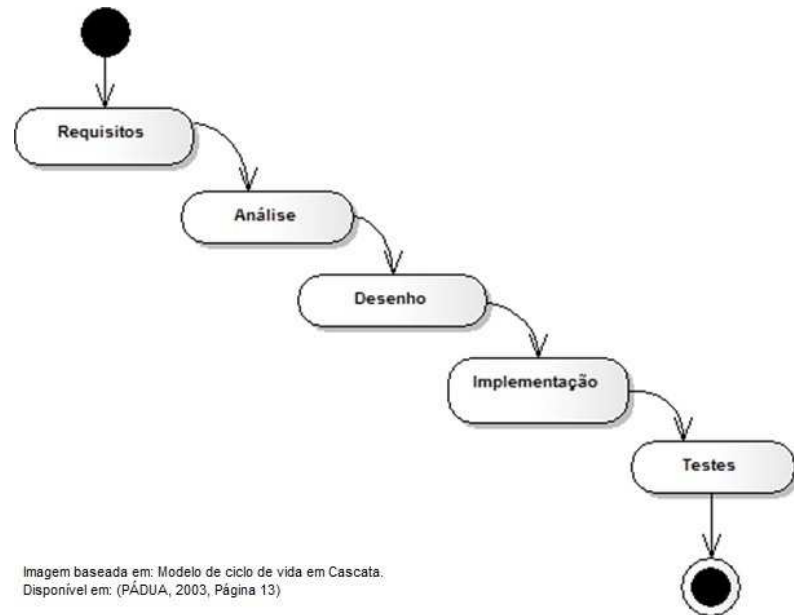 Requisitos
Análise
Desenho
Implementação
Testes
Imagem baseada em: Modelo de ciclo de vida em Cascata.
Disponível em: (PÁDUA, 2003, Página 13)